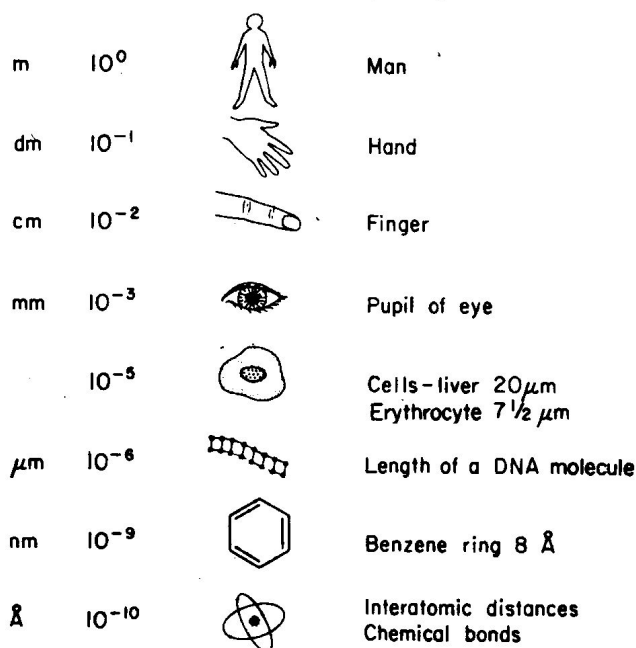 m 10⁰ Man
dm 10⁻¹ Hand
cm 10⁻² Finger
mm 10⁻³ Pupil of eye
10⁻⁵ Cells-liver 20μm
Erythrocyte 7½ μm
μm 10⁻⁶ Length of a DNA molecule
nm 10⁻⁹ Benzene ring 8 Å
Å 10⁻¹⁰ Interatomic distances
Chemical bonds